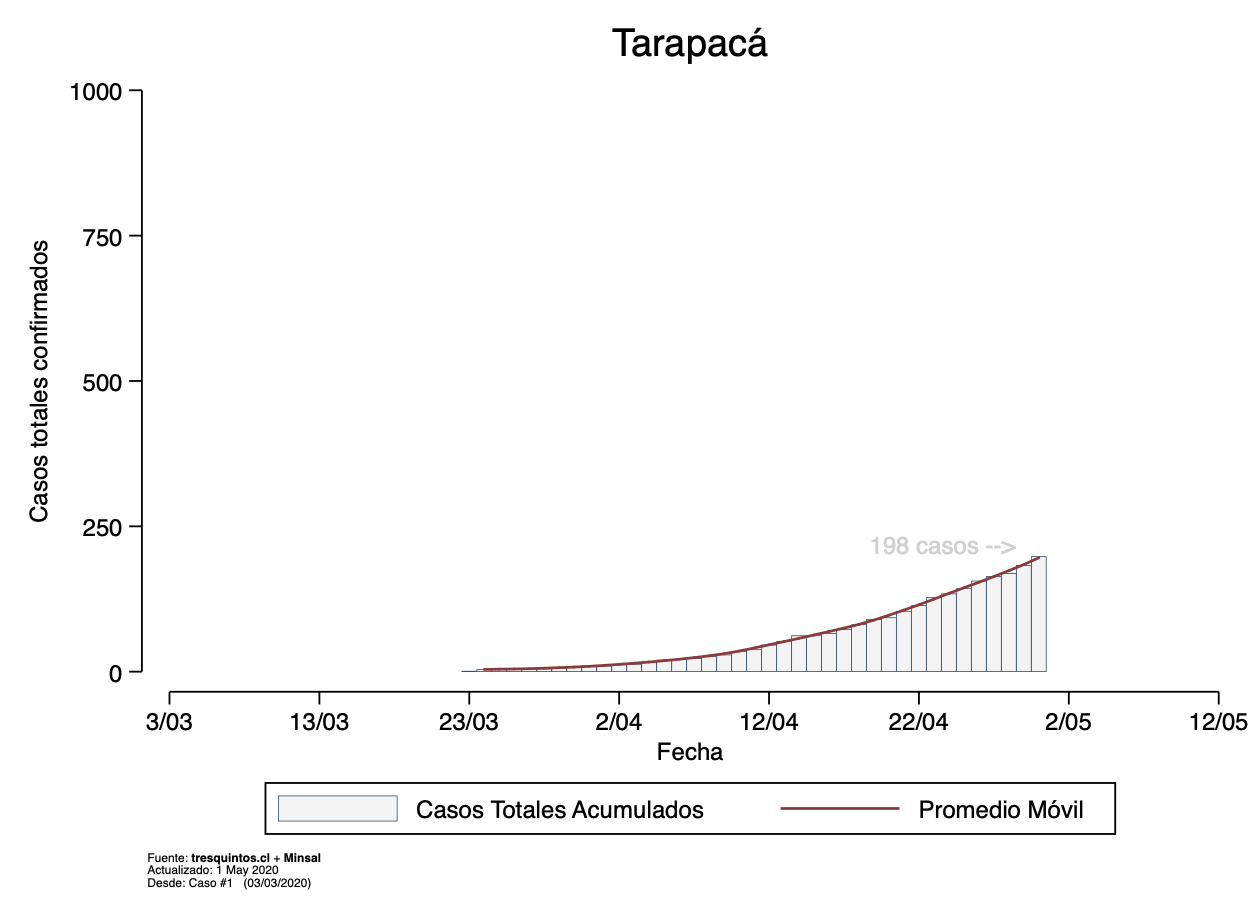 Tarapacá
1000
750
500
250
0
Casos totales confirmados
198 casos -->
3/03 13/03 23/03 2/04 12/04 22/04 2/05 12/05
Fecha
Casos Totales Acumulados Promedio Móvil
Fuente: tresquintos.cl + Minsal
Actualizado: 1 May 2020
Desde: Caso #1 (03/03/2020)